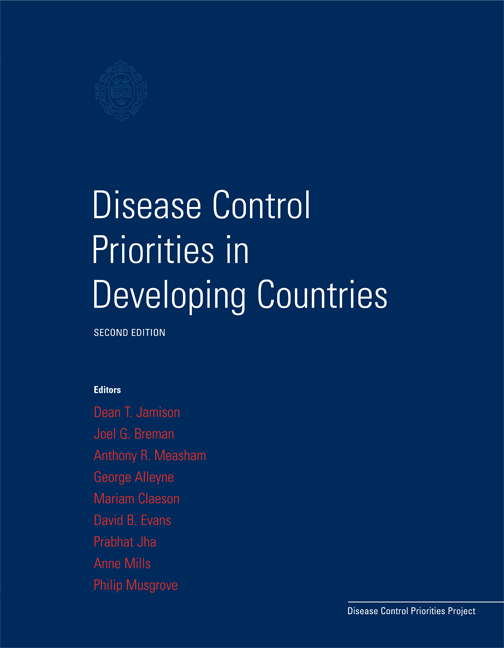 Disease Control
Priorities in
Developing Countries
SECOND EDITION
Editors
Dean T. Jamison
Joel G. Breman
Anthony R. Measham
George Alleyne
Mariam Claeson
David B. Evans
Prabhat Jha
Anne Mills
Philip Musgrove
Disease Control Priorities Project